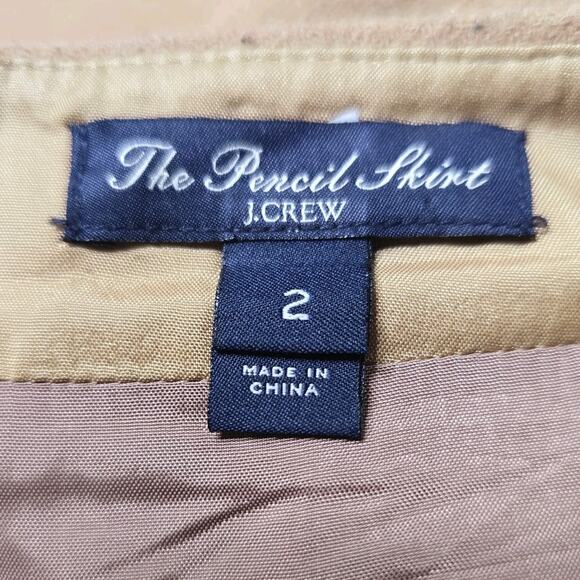 The Pencil Skirt
J.CREW
2
MADE IN
CHINA